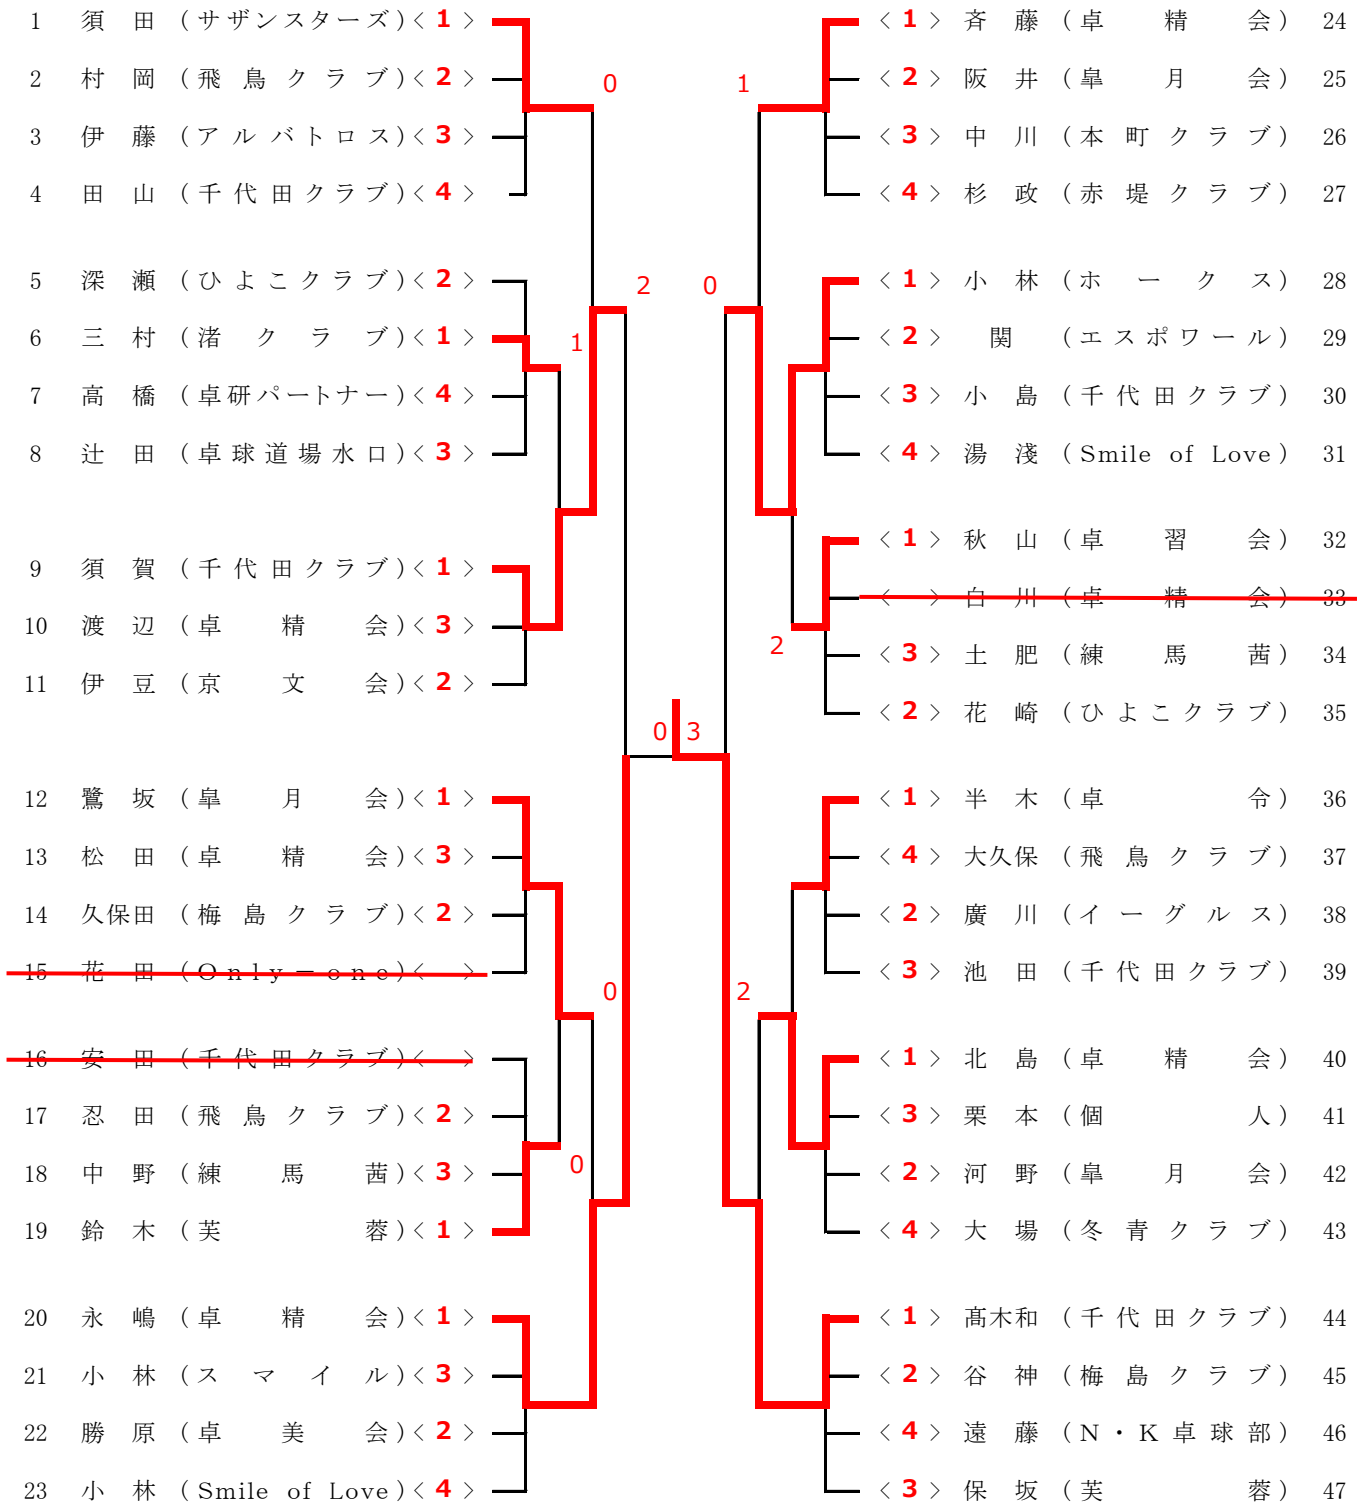 1 須田 (サザンスターズ) < 1 >
2 村岡 (飛鳥クラブ) < 2 >
3 伊藤 (アルバトロス) < 3 >
4 田山 (千代田クラブ) < 4 >
5 深瀬 (ひよこクラブ) < 2 >
6 三村 (渚クラブ) < 1 >
7 高橋 (卓研パートナー) < 4 >
8 辻田 (卓球道場水口) < 3 >
9 須賀 (千代田クラブ) < 1 >
10 渡辺 (卓精会) < 3 >
11 伊豆 (京文会) < 2 >
12 鷺坂 (皐月会) < 1 >
13 松田 (卓精会) < 3 >
14 久保田 (梅島クラブ) < 2 >
15 花田 (Only－one) < >
16 安田 (千代田クラブ) < >
17 忍田 (飛鳥クラブ) < 2 >
18 中野 (練馬茜) < 3 >
19 鈴木 (芙蓉) < 1 >
20 永嶋 (卓精会) < 1 >
21 小林 (スマイル) < 3 >
22 勝原 (卓美会) < 2 >
23 小林 (Smile of Love) < 4 >
0
2
1
0
0
0 3
1
0
2
2
< 1 > 斉藤 (卓精会) 24
< 2 > 阪井 (皐月会) 25
< 3 > 中川 (本町クラブ) 26
< 4 > 杉政 (赤堤クラブ) 27
< 1 > 小林 (ホークス) 28
< 2 > 関 (エスポワール) 29
< 3 > 小島 (千代田クラブ) 30
< 4 > 湯淺 (Smile of Love) 31
< 1 > 秋山 (卓習会) 32
< > 白川 (卓精会) 33
< 3 > 土肥 (練馬茜) 34
< 2 > 花崎 (ひよこクラブ) 35
< 1 > 半木 (卓令) 36
< 4 > 大久保 (飛鳥クラブ) 37
< 2 > 廣川 (イーグルス) 38
< 3 > 池田 (千代田クラブ) 39
< 1 > 北島 (卓精会) 40
< 3 > 栗本 (個人) 41
< 2 > 河野 (皐月会) 42
< 4 > 大場 (冬青クラブ) 43
< 1 > 髙木和 (千代田クラブ) 44
< 2 > 谷神 (梅島クラブ) 45
< 4 > 遠藤 (N・K卓球部) 46
< 3 > 保坂 (芙蓉) 47